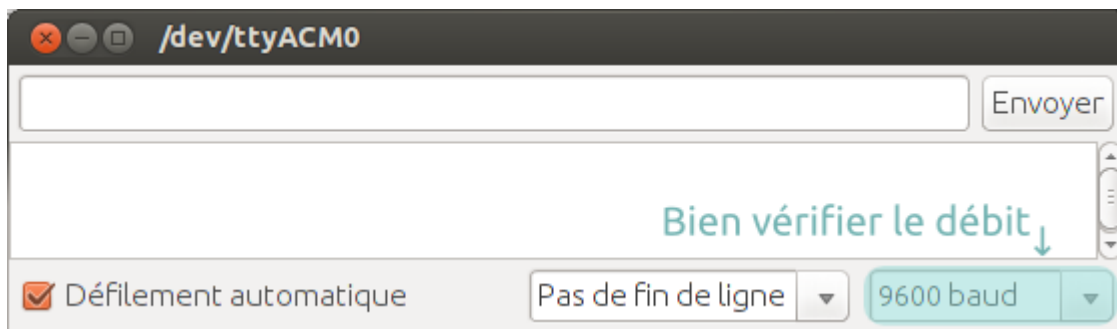 /dev/ttyACM0
Envoyer
Bien vérifier le débit
Défilement automatique
Pas de fin de ligne
9600 baud